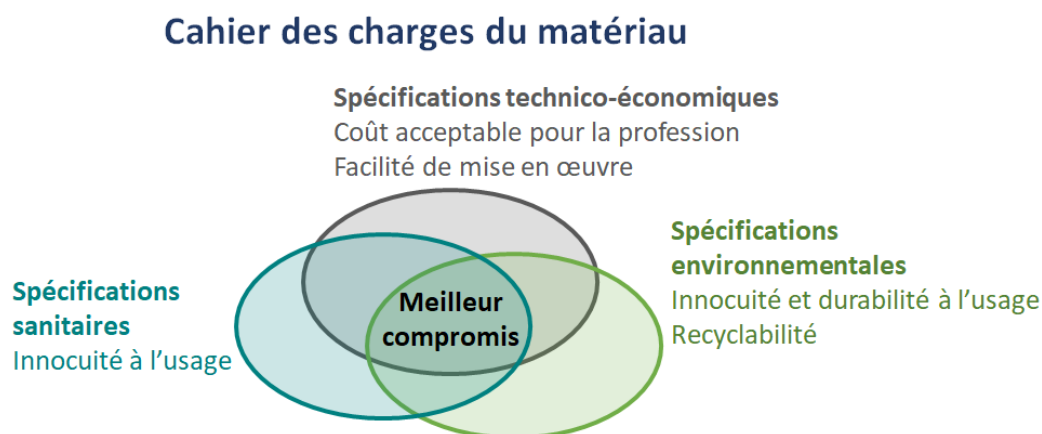 Cahier des charges du matériau
Spécifications technico-économiques
Coût acceptable pour la profession
Facilité de mise en œuvre
Spécifications
sanitaires
Innocuité à l’usage
Meilleur
compromis
Spécifications
environnementales
Innocuité et durabilité à l’usage
Recyclabilité